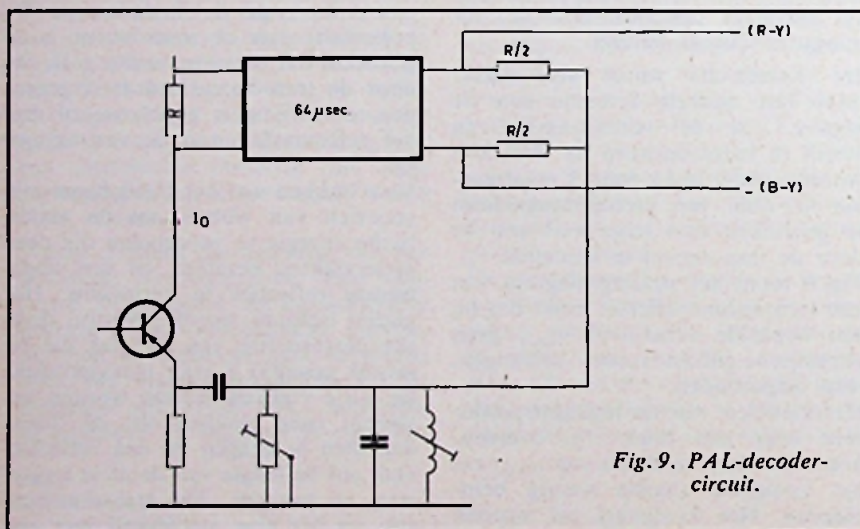 (R-Y)
R/2
64 µsec.
R
R/2
± (B-Y)
I0
Fig. 9. PAL-decoder-
circuit.